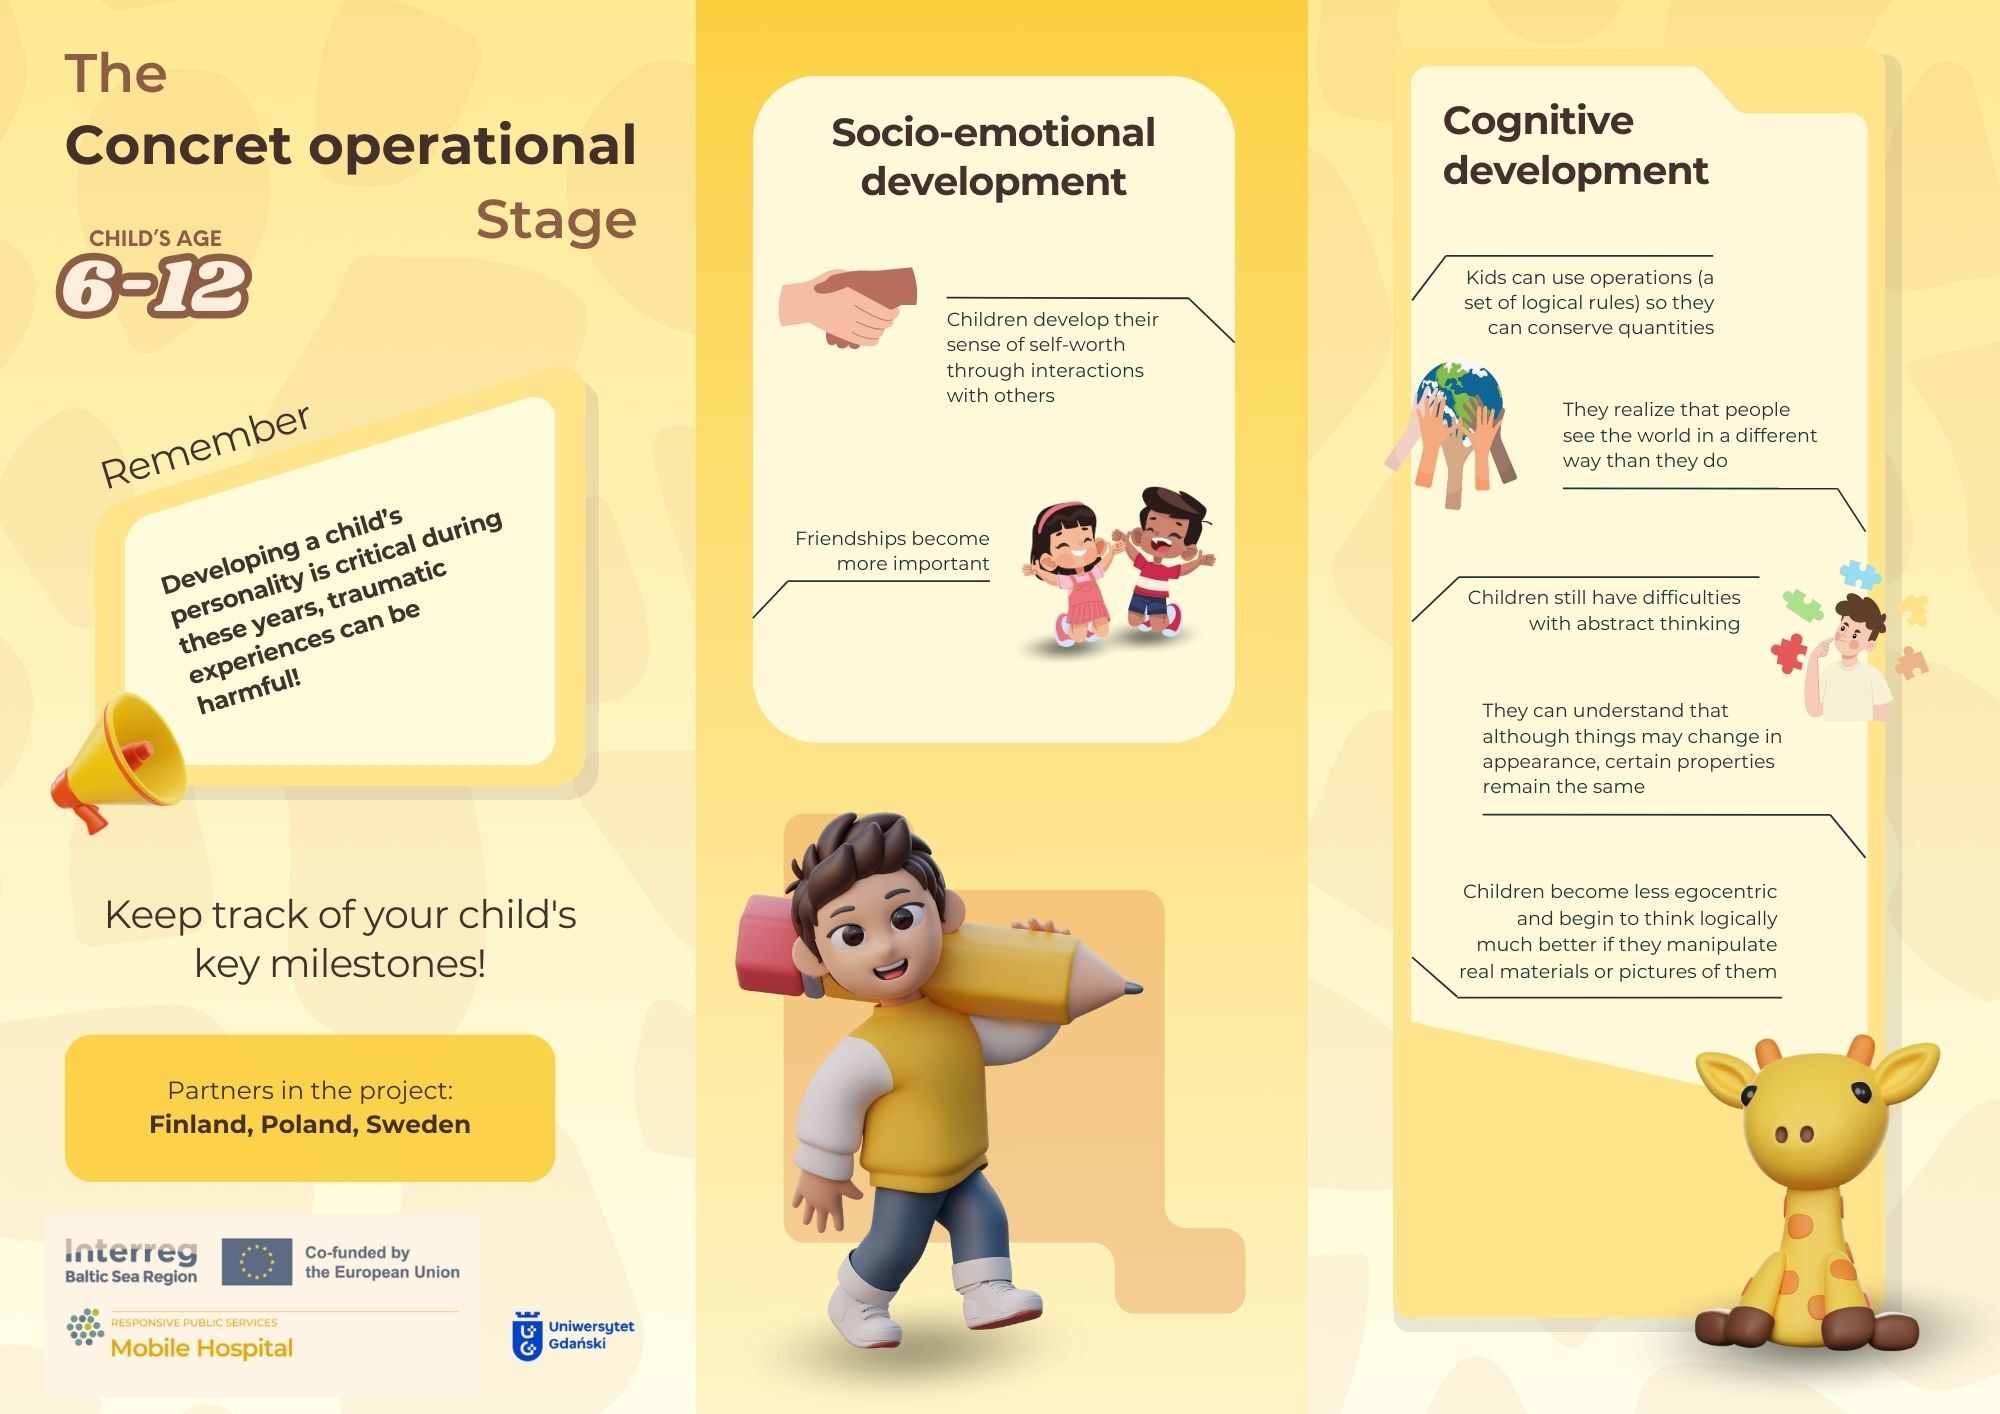 The
Concret operational
Stage
CHILD'S AGE
6-12
Remember
Developing a child's
personality is critical during
these years, traumatic
experiences can be
harmful!
Keep track of your child's
key milestones!
Partners in the project:
Finland, Poland, Sweden
Interreg
Baltic Sea Region
Co-funded by
the European Union
RESPONSIVE PUBLIC SERVICES
Mobile Hospital
UG
Uniwersytet
Gdański
Socio-emotional
development
Children develop their
sense of self-worth
through interactions
with others
Friendships become
more important
Cognitive
development
Kids can use operations (a
set of logical rules) so they
can conserve quantities
They realize that people
see the world in a different
way than they do
Children still have difficulties
with abstract thinking
They can understand that
although things may change in
appearance, certain properties
remain the same
Children become less egocentric
and begin to think logically
much better if they manipulate
real materials or pictures of them